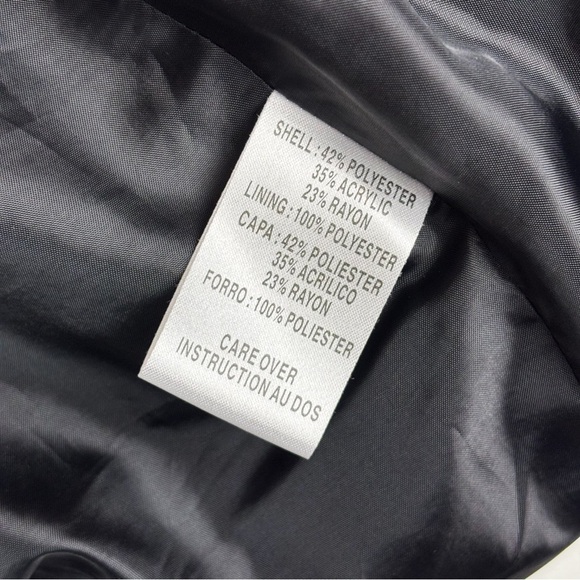 SHELL : 42% POLYESTER
35% ACRYLIC
23% RAYON
LINING : 100% POLYESTER
CAPA : 42% POLIESTER
35% ACRILICO
23% RAYON
FORRO : 100% POLIESTER
CARE OVER
INSTRUCTION AU DOS